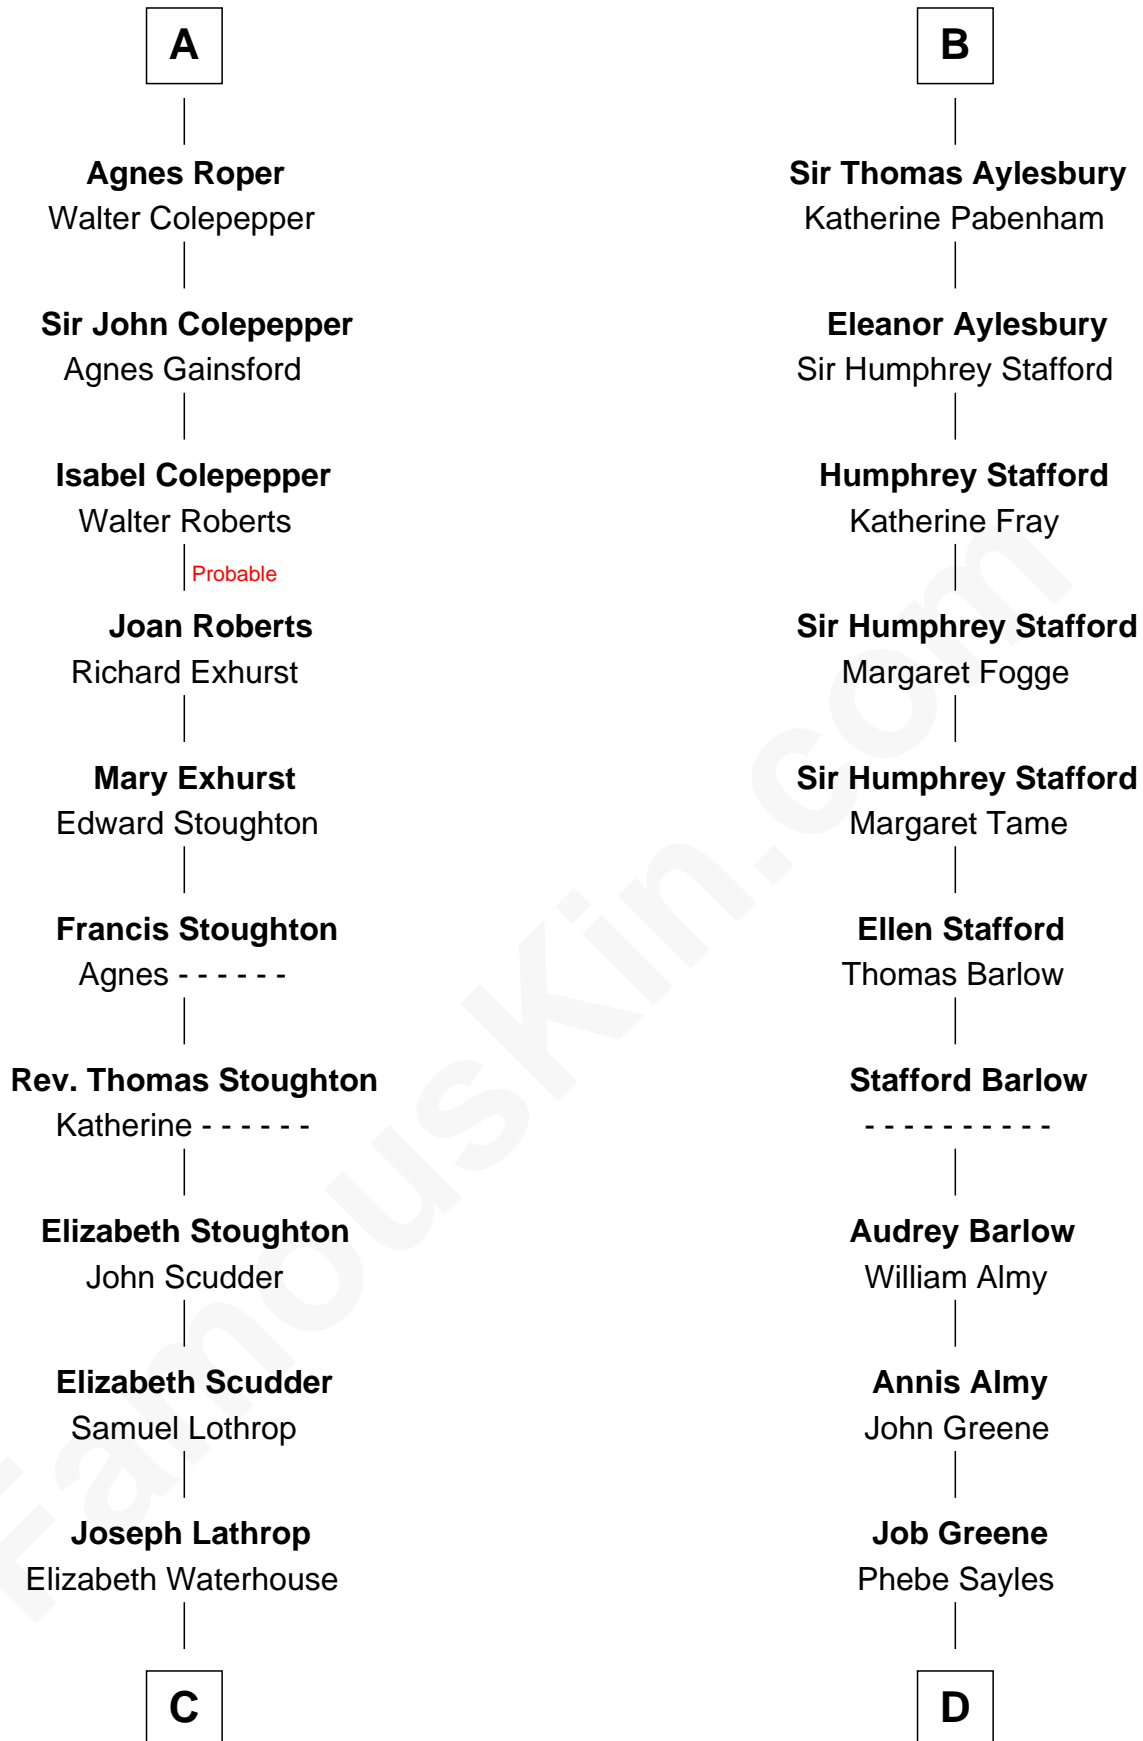 A
Agnes Roper
Walter Colepepper
Sir John Colepepper
Agnes Gainsford
Isabel Colepepper
Walter Roberts
Probable
Joan Roberts
Richard Exhurst
Mary Exhurst
Edward Stoughton
Francis Stoughton
Agnes - - - - - -
Rev. Thomas Stoughton
Katherine - - - - - -
Elizabeth Stoughton
John Scudder
Elizabeth Scudder
Samuel Lothrop
Joseph Lathrop
Elizabeth Waterhouse
C
B
Sir Thomas Aylesbury
Katherine Pabenham
Eleanor Aylesbury
Sir Humphrey Stafford
Humphrey Stafford
Katherine Fray
Sir Humphrey Stafford
Margaret Fogge
Sir Humphrey Stafford
Margaret Tame
Ellen Stafford
Thomas Barlow
Stafford Barlow
- - - - - - - - - -
Audrey Barlow
William Almy
Annis Almy
John Greene
Job Greene
Phebe Sayles
D
FamousKin.com